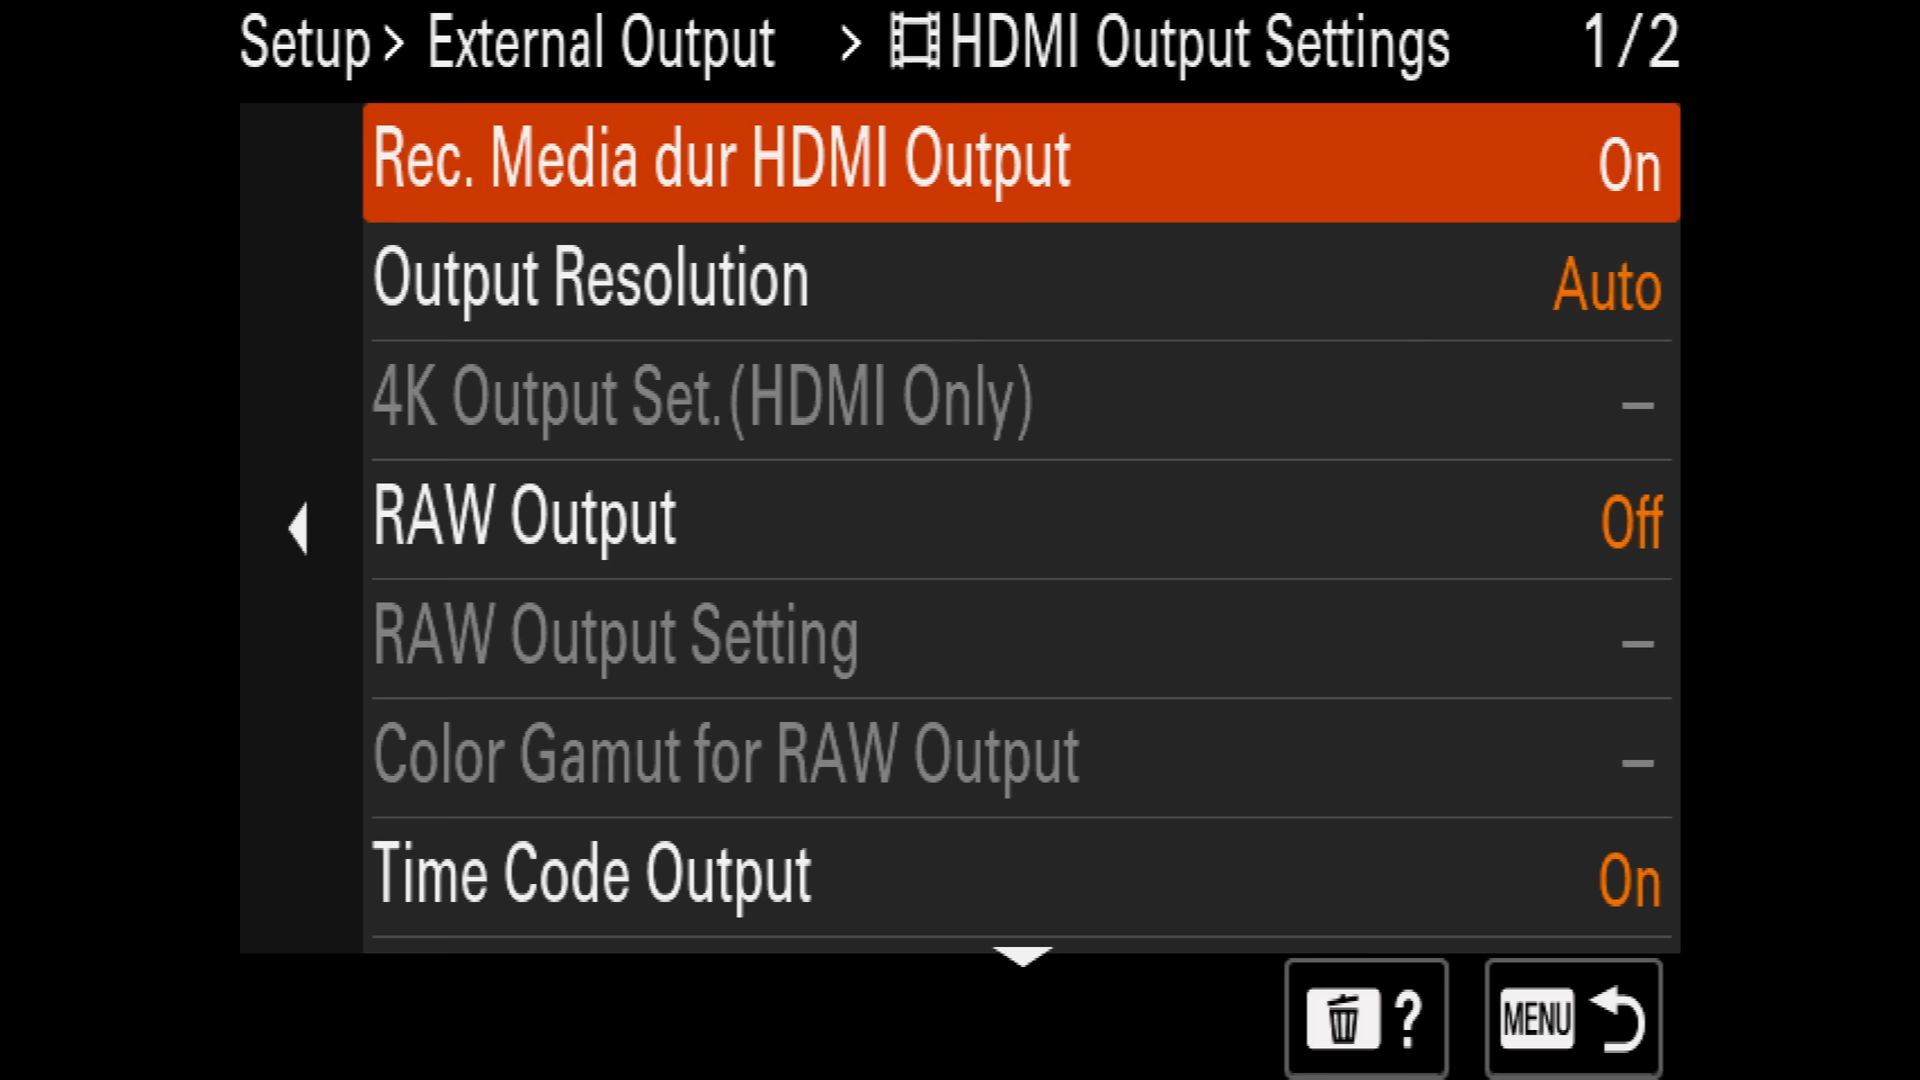 Setup > External Output > HDMI Output Settings 1/2
Rec. Media dur HDMI Output On
Output Resolution Auto
4K Output Set.(HDMI Only) –
RAW Output Off
RAW Output Setting –
Color Gamut for RAW Output –
Time Code Output On
? MENU